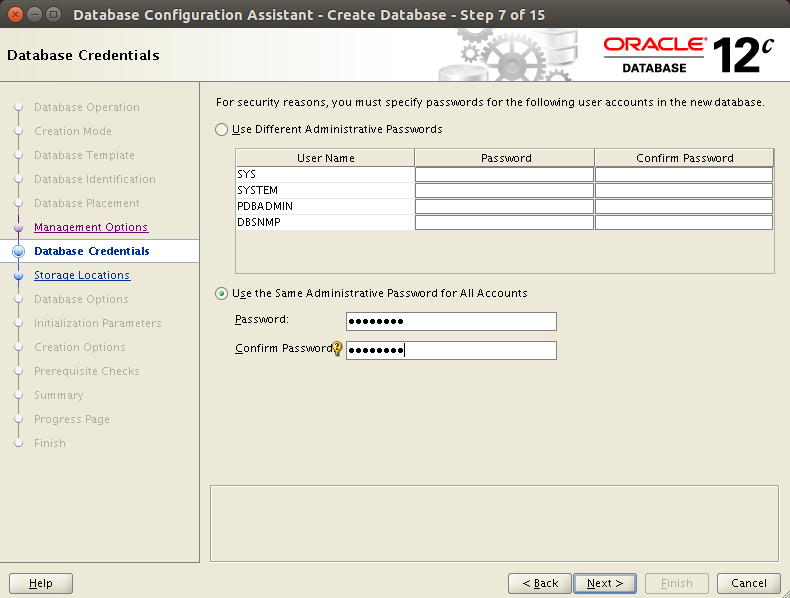 Database Configuration Assistant - Create Database - Step 7 of 15
Database Credentials
ORACLE®
DATABASE
12c
Database Operation
Creation Mode
Database Template
Database Identification
Database Placement
Management Options
Database Credentials
Storage Locations
Database Options
Initialization Parameters
Creation Options
Prerequisite Checks
Summary
Progress Page
Finish
For security reasons, you must specify passwords for the following user accounts in the new database.
Use Different Administrative Passwords
User Name Password Confirm Password
SYS
SYSTEM
PDBADMIN
DBSNMP
Use the Same Administrative Password for All Accounts
Password: ●●●●●●●●
Confirm Password ●●●●●●●●
Help < Back Next > Finish Cancel